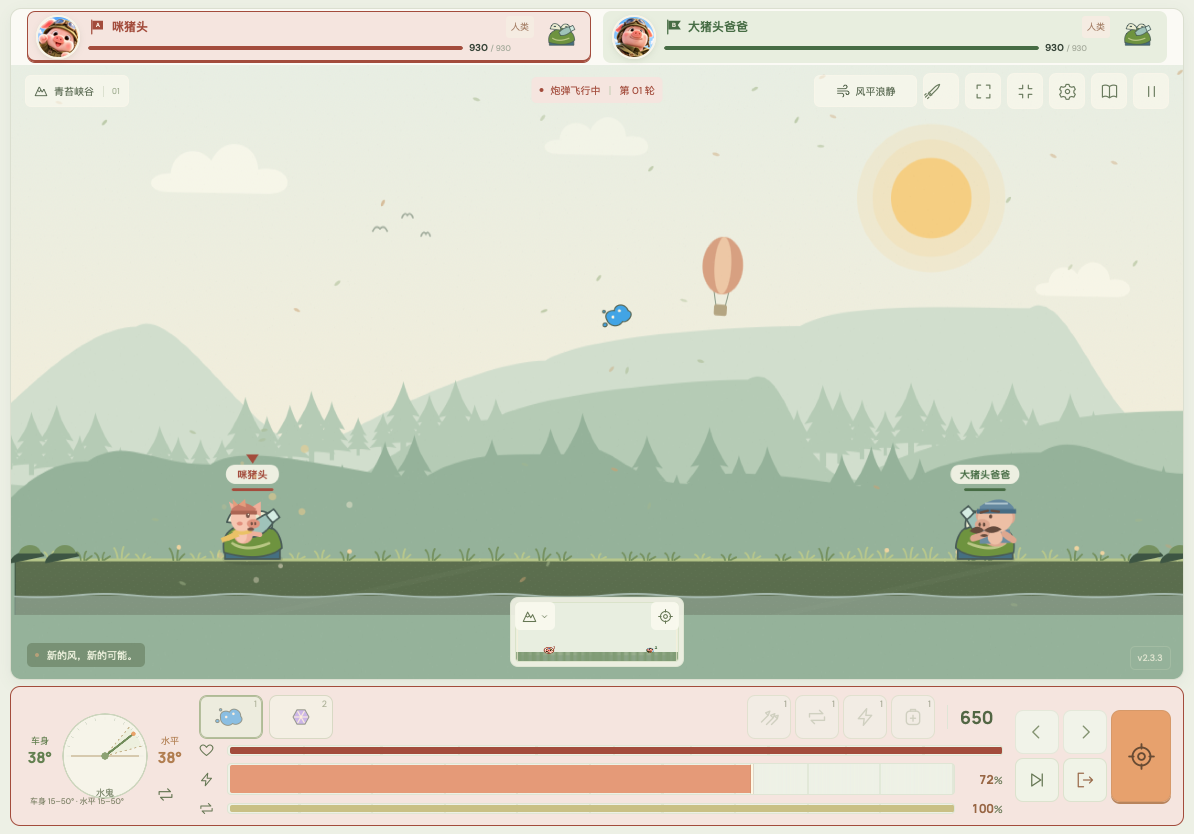 A 咪猪头 人类
930 / 930
B 大猪头爸爸 人类
930 / 930
青苔峡谷 01
炮弹飞行中 第 01 轮
风平浪静
咪猪头
大猪头爸爸
新的风，新的可能。
v2.3.3
车身
38°
水平
38°
水鬼
车身 15–50° · 水平 15–50°
1
2
1
1
1
1
650
72%
100%